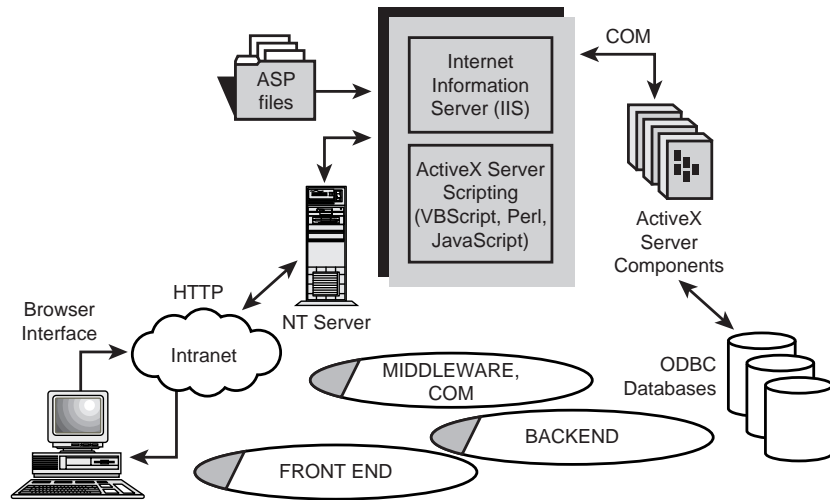 ASP
files
Internet
Information
Server (IIS)
COM
ActiveX Server
Scripting
(VBScript, Perl,
JavaScript)
ActiveX
Server
Components
NT Server
HTTP
Browser
Interface
Intranet
ODBC
Databases
MIDDLEWARE,
COM
BACKEND
FRONT END